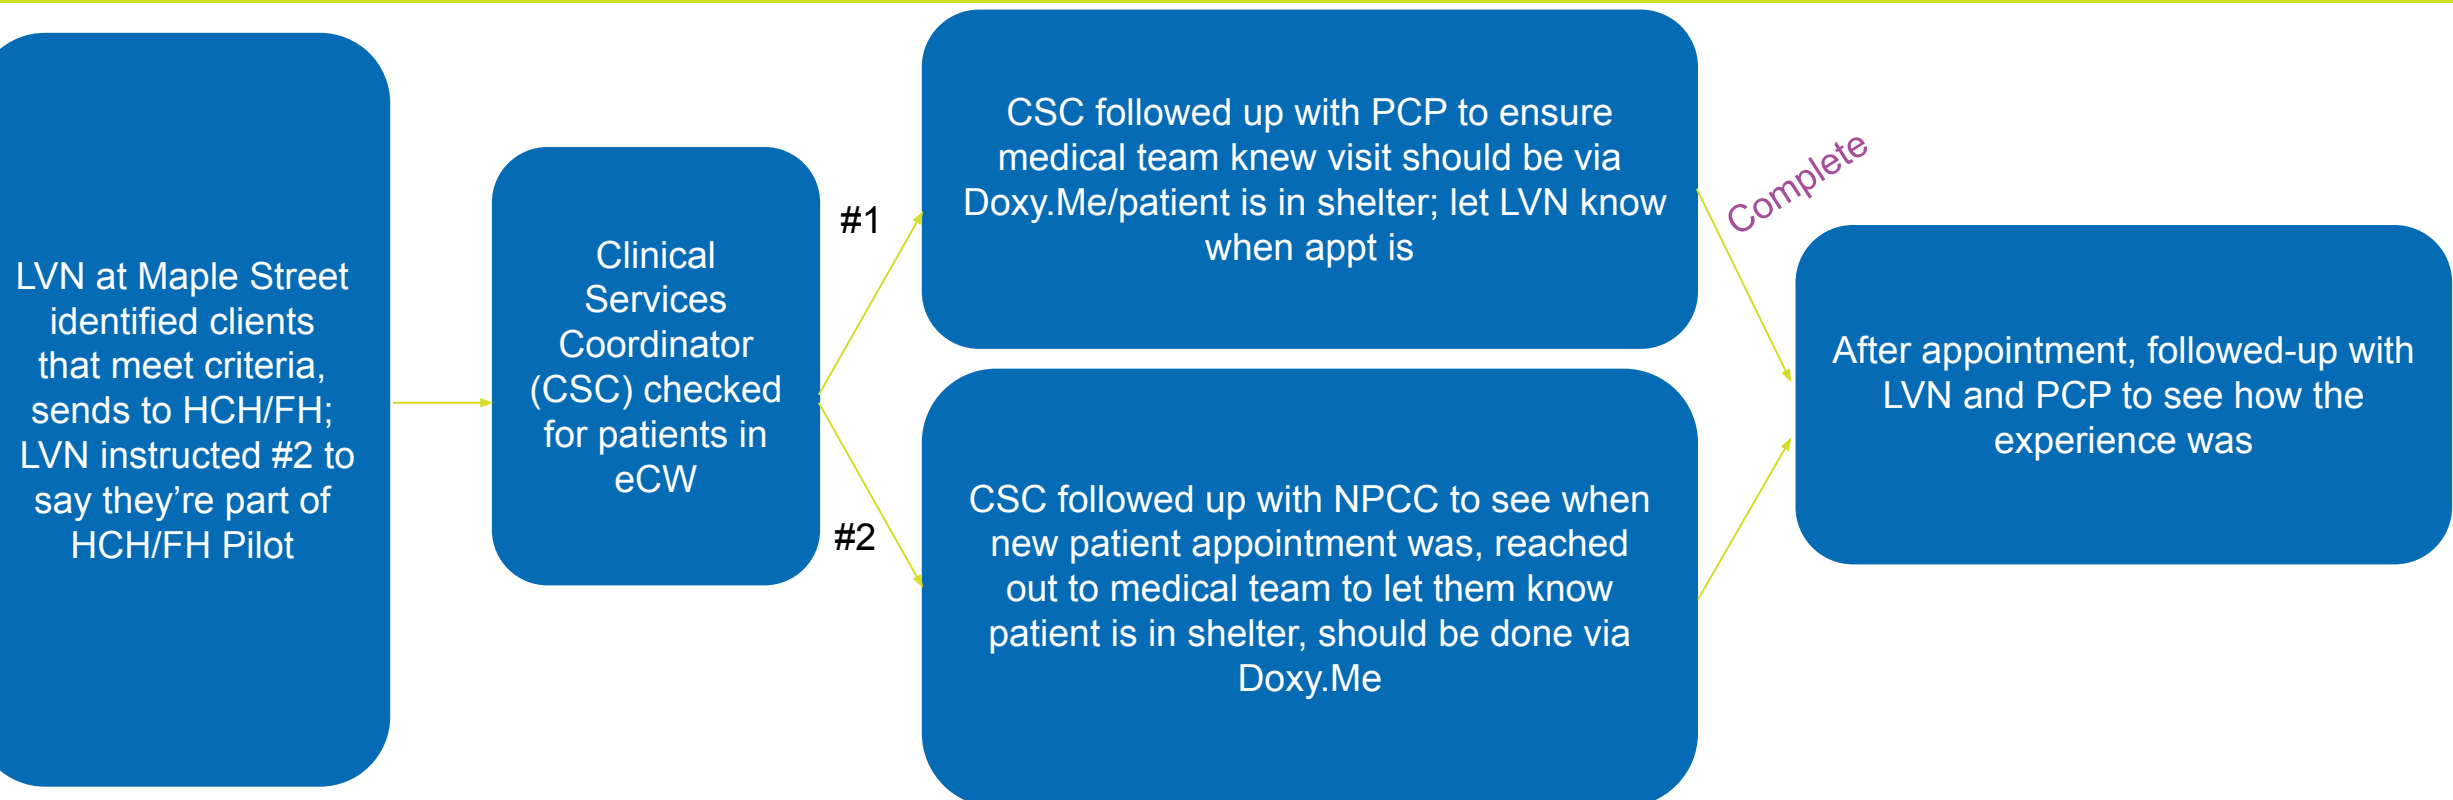 LVN at Maple Street
identified clients
that meet criteria,
sends to HCH/FH;
LVN instructed #2 to
say they’re part of
HCH/FH Pilot
Clinical
Services
Coordinator
(CSC) checked
for patients in
eCW
#1
CSC followed up with PCP to ensure
medical team knew visit should be via
Doxy.Me/patient is in shelter; let LVN know
when appt is
#2
CSC followed up with NPCC to see when
new patient appointment was, reached
out to medical team to let them know
patient is in shelter, should be done via
Doxy.Me
Complete
After appointment, followed-up with
LVN and PCP to see how the
experience was